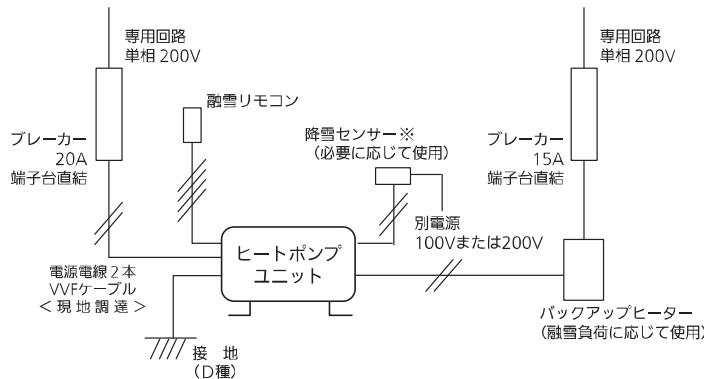 専用回路
単相 200V
専用回路
単相 200V
融雪リモコン
降雪センサー※
(必要に応じて使用)
ブレーカー
20A
端子台直結
ブレーカー
15A
端子台直結
別電源
100Vまたは200V
ヒートポンプ
ユニット
電源電線2本
VVFケーブル
<現地調達>
バックアップヒーター
(融雪負荷に応じて使用)
接 地
(D種)